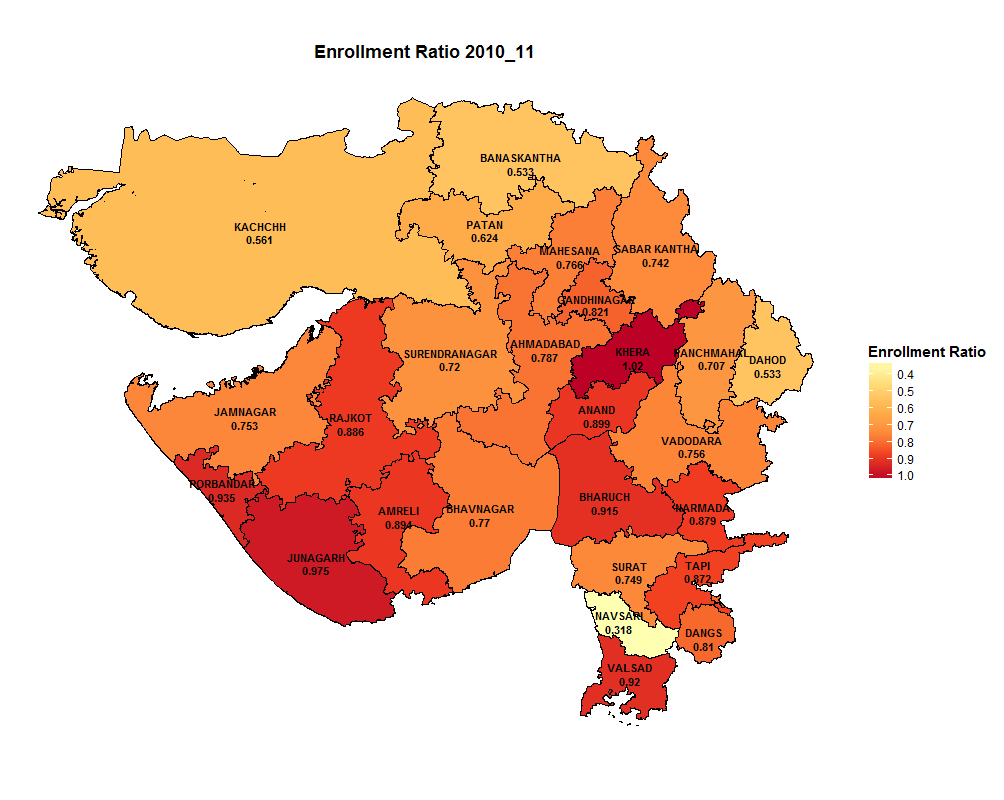 Enrollment Ratio 2010_11
BANASKANTHA
0.533
KACHCHH
0.561
PATAN
0.624
MAHESANA
0.766
SABAR KANTHA
0.742
GANDHINAGAR
0.821
SURENDRANAGAR
0.72
AHMADABAD
0.787
KHERA
1.02
PANCHMAHAL
0.707
DAHOD
0.533
JAMNAGAR
0.753
RAJKOT
0.886
ANAND
0.899
VADODARA
0.756
PORBANDAR
0.935
AMRELI
0.894
BHAVNAGAR
0.77
BHARUCH
0.915
NARMADA
0.879
JUNAGARH
0.975
SURAT
0.749
TAPI
0.872
NAVSARI
0.318
DANGS
0.81
VALSAD
0.92
Enrollment Ratio
0.4
0.5
0.6
0.7
0.8
0.9
1.0